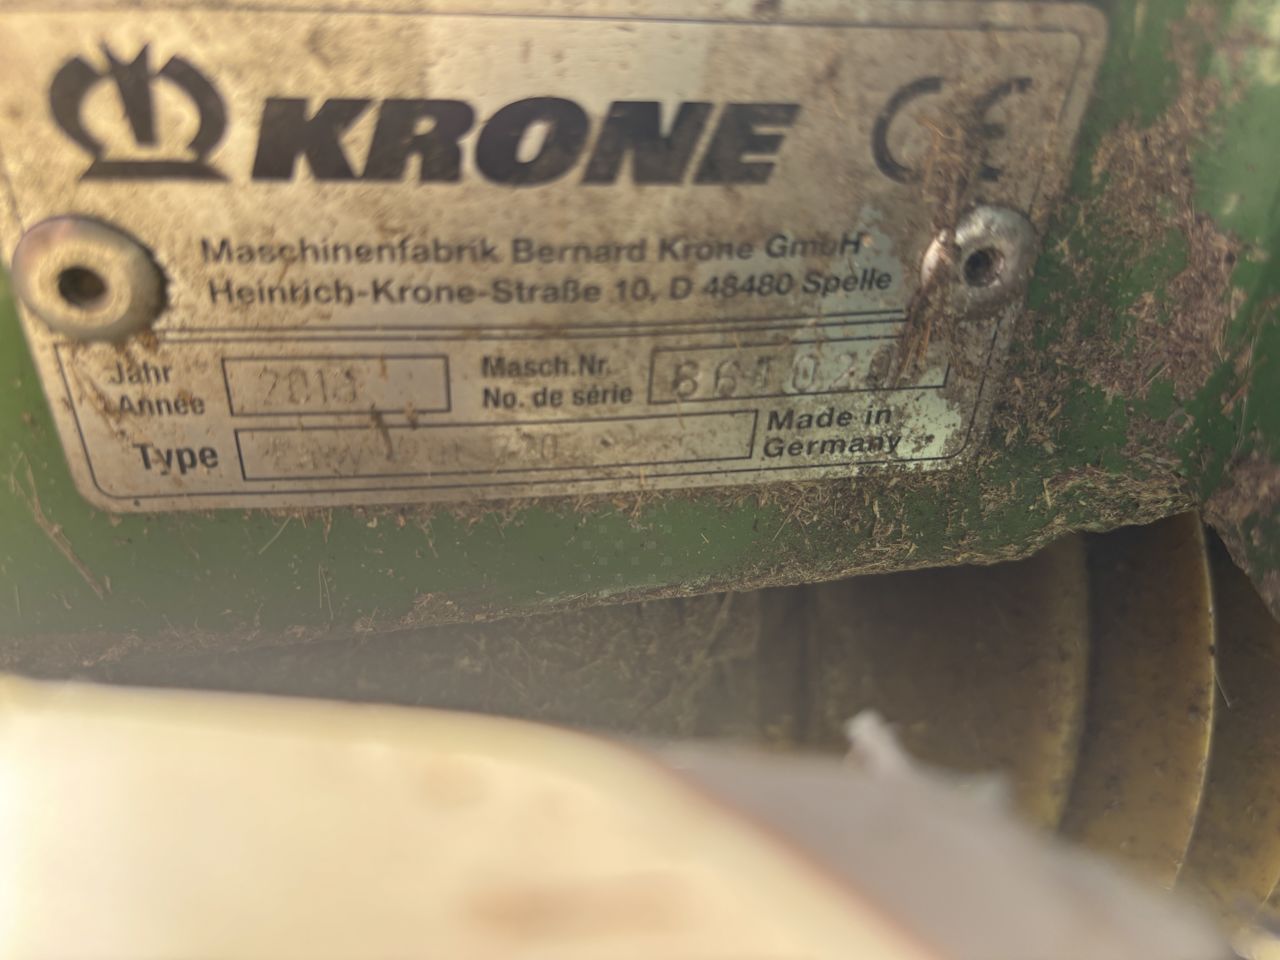 KRONE
CE
Maschinenfabrik Bernard Krone GmbH
Heinrich-Krone-Straße 10, D 48480 Spelle
Jahr
Année
Masch.Nr.
No. de série
Type
Made in
Germany